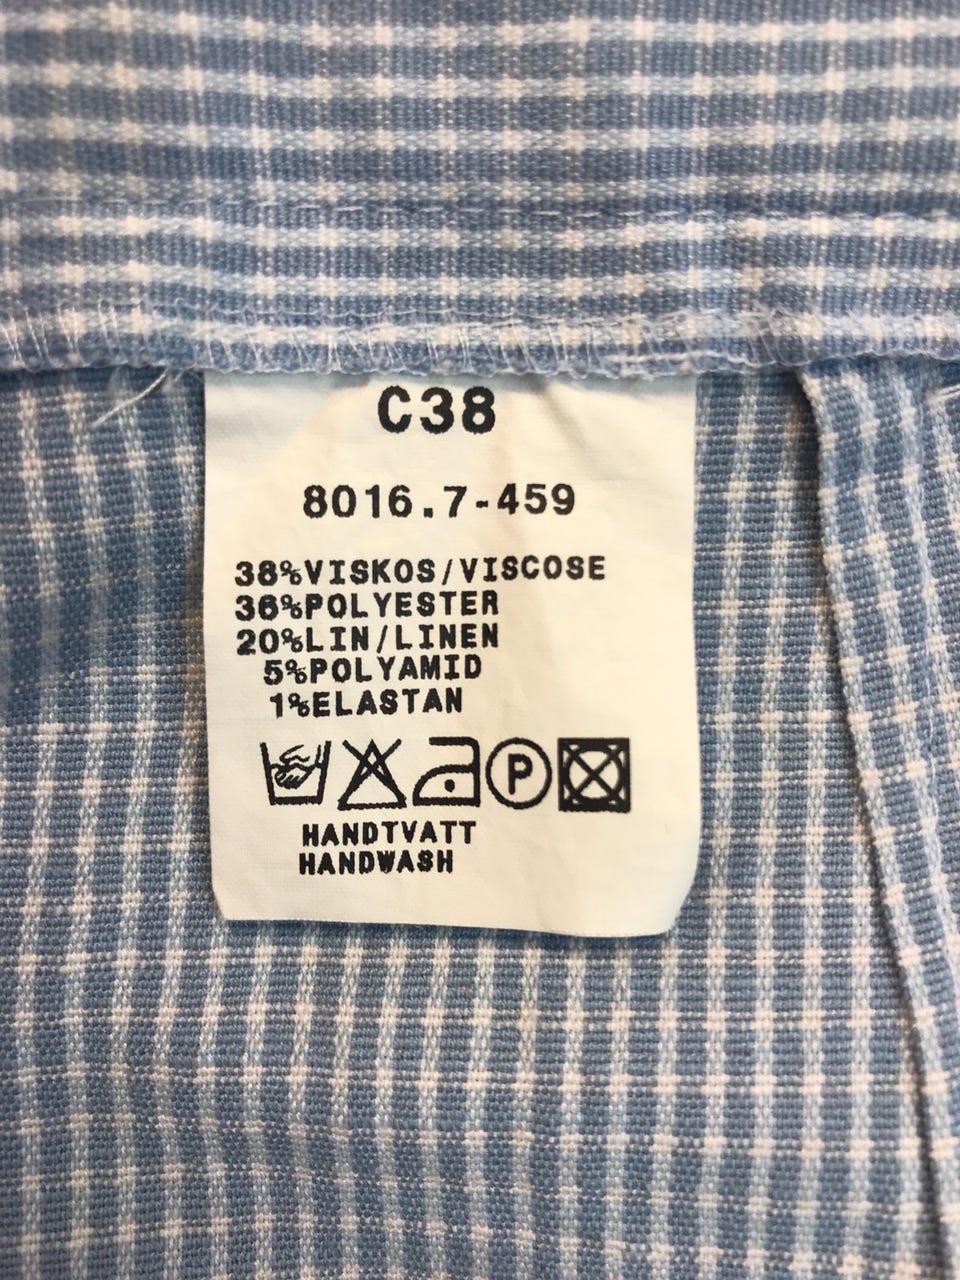 C38
8016.7-459
38%VISKOS/VISCOSE
36%POLYESTER
20%LIN/LINEN
5%POLYAMID
1%ELASTAN
P
HANDTVATT
HANDWASH